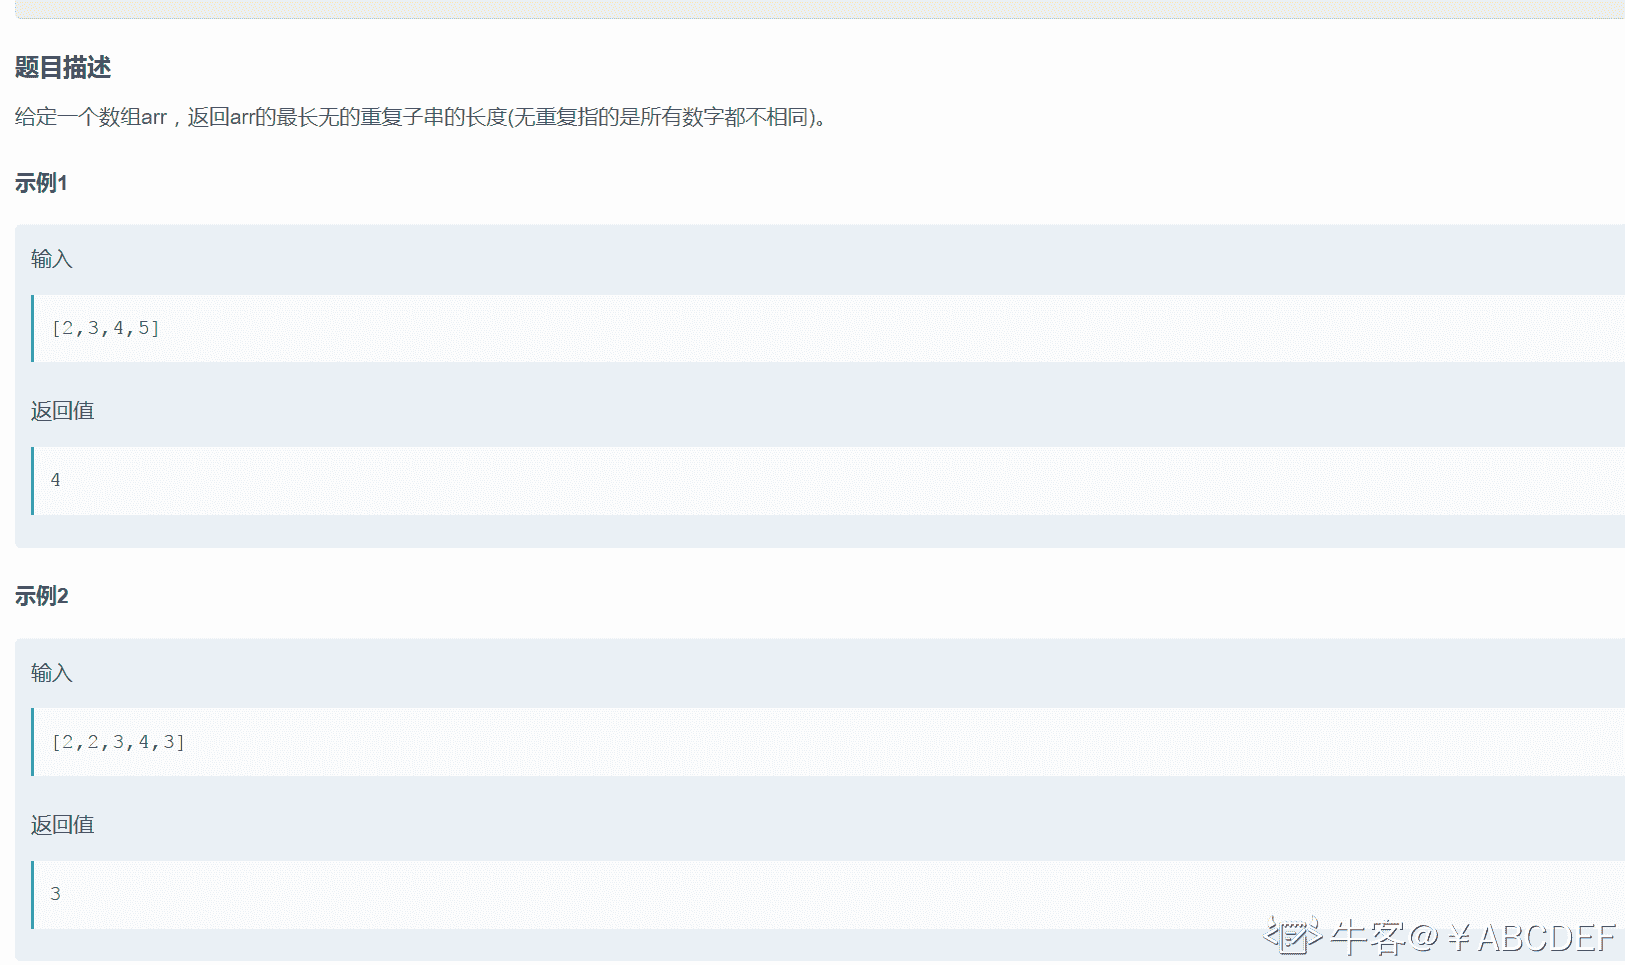 题目描述
给定一个数组arr，返回arr的最长无的重复子串的长度(无重复指的是所有数字都不相同)。
示例1
输入
[2,3,4,5]
返回值
4
示例2
输入
[2,2,3,4,3]
返回值
3
牛客@￥ABCDEF